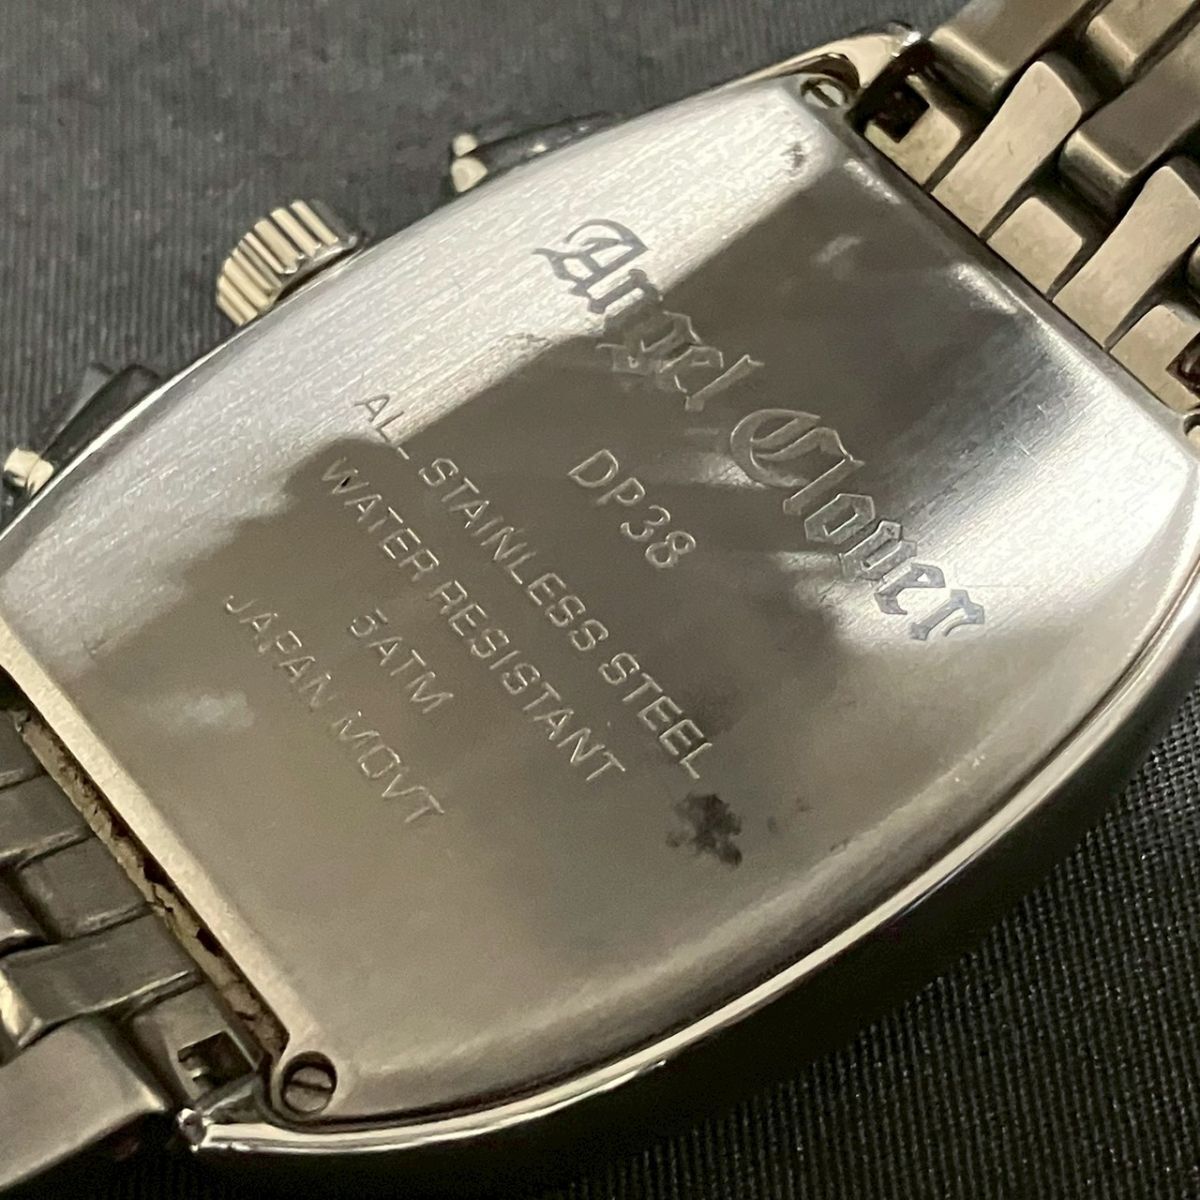 Angel Clover
DP38
AL STAINLESS STEEL
WATER RESISTANT
5ATM
JAPAN MOVT